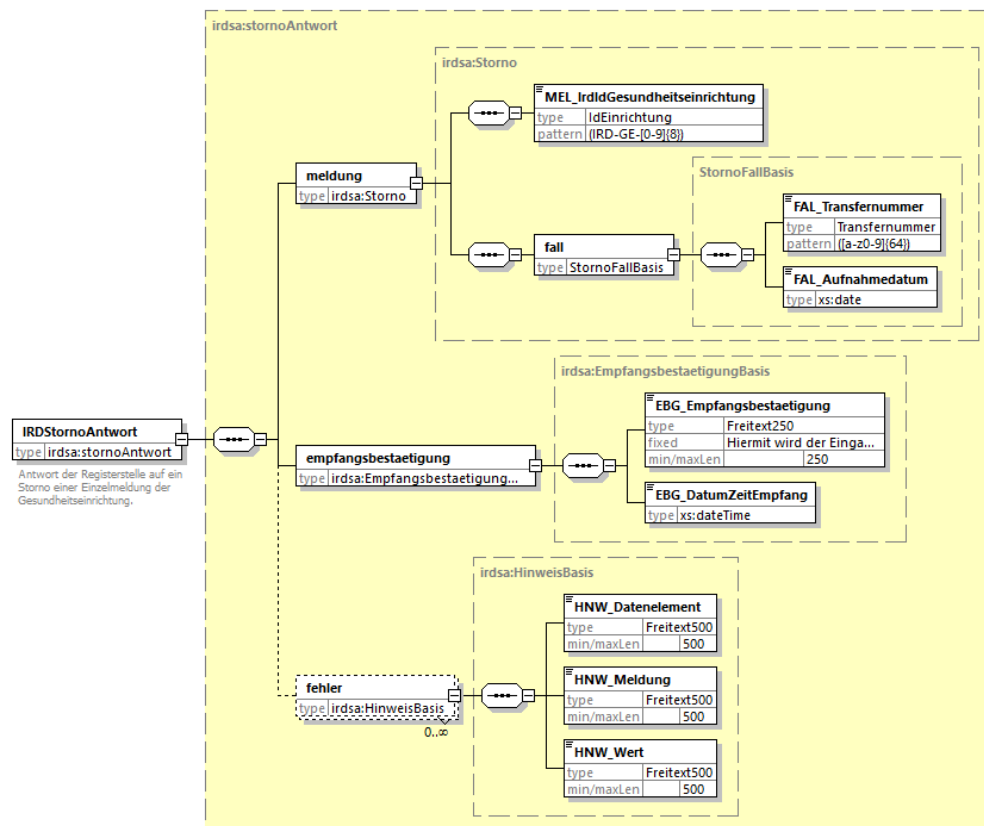 irdsa:stornoAntwort
irdsa:Storno
MEL_IrdIdGesundheitseinrichtung
type IdEinrichtung
pattern (IRD-GE-[0-9]{8})
meldung
type irdsa:Storno
StornoFallBasis
FAL_Transfernummer
type Transfernummer
pattern ([a-z0-9]{64})
fall
type StornoFallBasis
FAL_Aufnahmedatum
type xs:date
irdsa:EmpfangsbestaetigungBasis
EBG_Empfangsbestaetigung
type Freitext250
fixed Hiermit wird der Einga...
min/maxLen 250
IRDStornoAntwort
type irdsa:stornoAntwort
Antwort der Registerstelle auf ein
Storno einer Einzelmeldung der
Gesundheitseinrichtung.
empfangsbestaetigung
type irdsa:Empfangsbestaetigung...
EBG_DatumZeitEmpfang
type xs:dateTime
irdsa:HinweisBasis
HNW_Datenelement
type Freitext500
min/maxLen 500
fehler
type irdsa:HinweisBasis
0..∞
HNW_Meldung
type Freitext500
min/maxLen 500
HNW_Wert
type Freitext500
min/maxLen 500